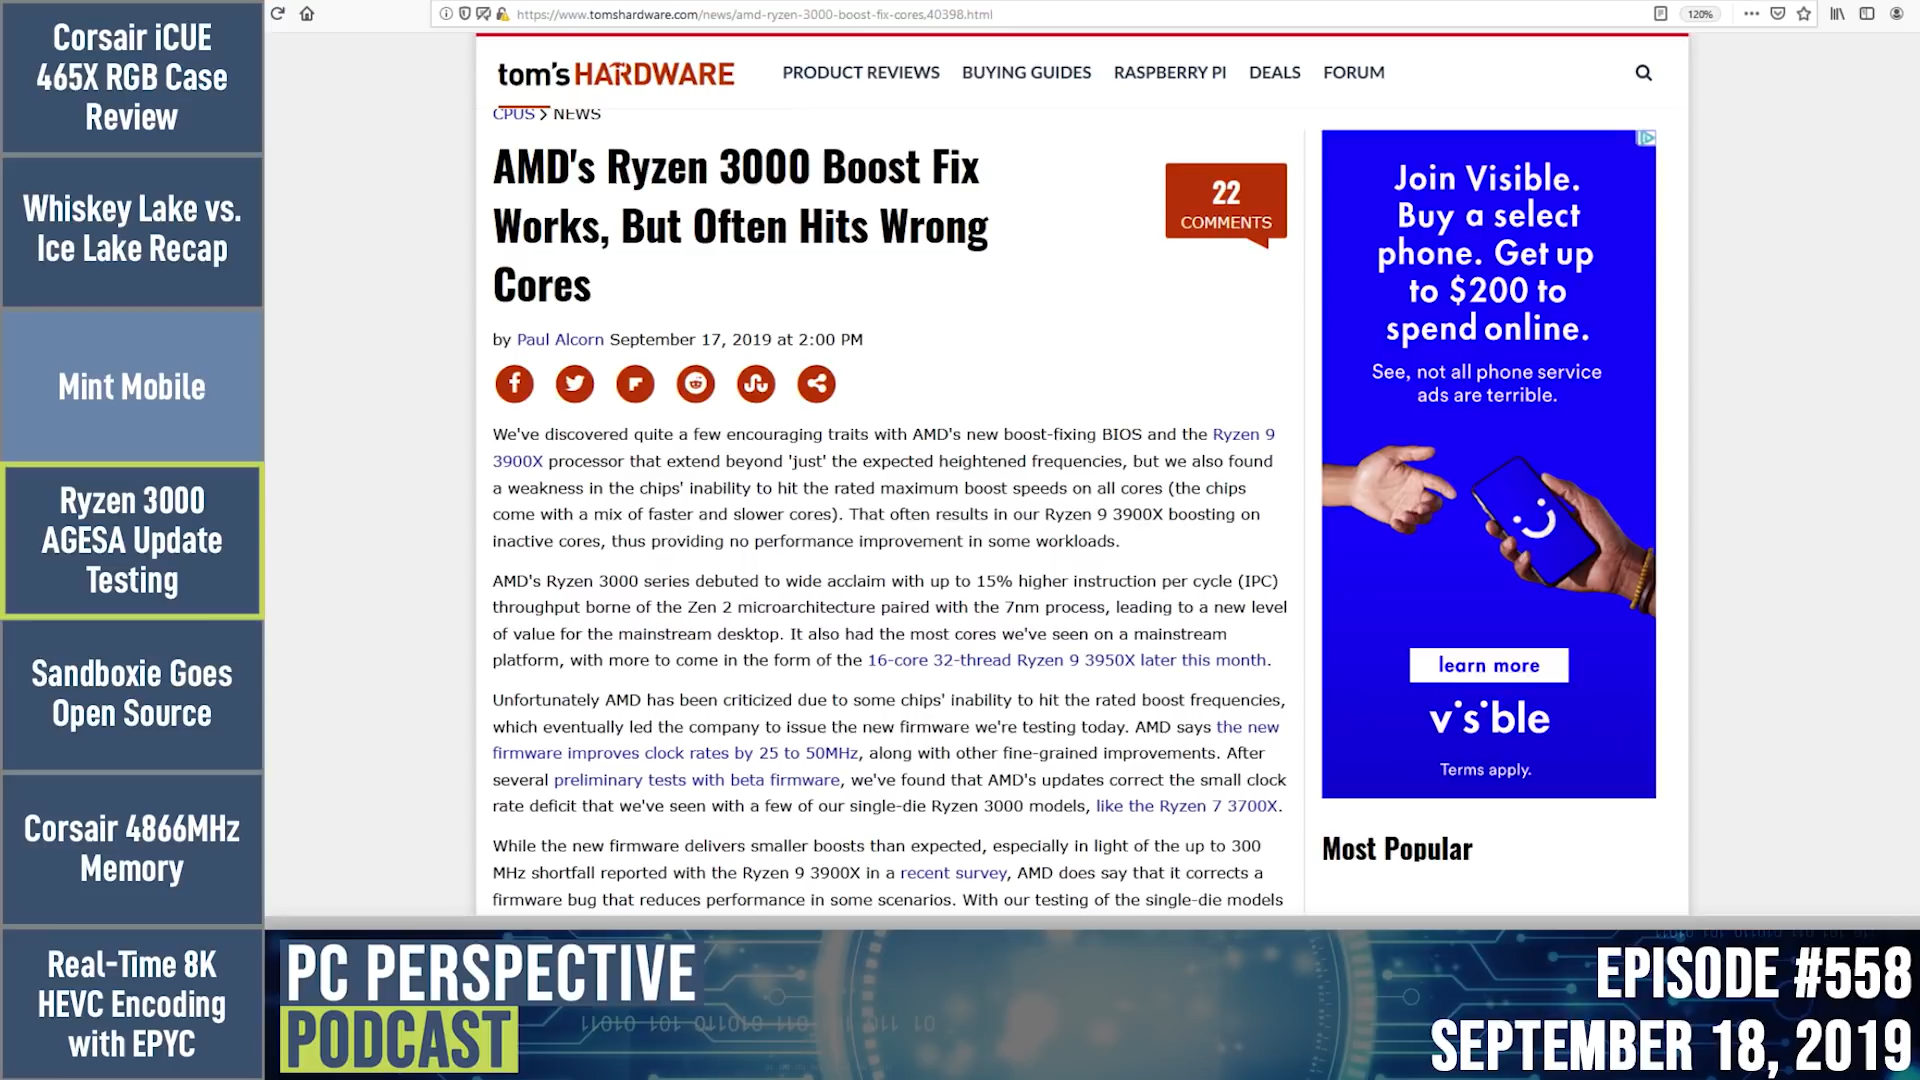 Corsair iCUE
465X RGB Case
Review
Whiskey Lake vs.
Ice Lake Recap
Mint Mobile
Ryzen 3000
AGESA Update
Testing
Sandboxie Goes
Open Source
Corsair 4866MHz
Memory
Real-Time 8K
HEVC Encoding
with EPYC
https://www.tomshardware.com/news/amd-ryzen-3000-boost-fix-cores,40398.html
120%
tom's HARDWARE
PRODUCT REVIEWS BUYING GUIDES RASPBERRY PI DEALS FORUM
CPUS > NEWS
AMD's Ryzen 3000 Boost Fix
Works, But Often Hits Wrong
Cores
22
COMMENTS
by Paul Alcorn September 17, 2019 at 2:00 PM
We've discovered quite a few encouraging traits with AMD's new boost-fixing BIOS and the Ryzen 9
3900X processor that extend beyond 'just' the expected heightened frequencies, but we also found
a weakness in the chips' inability to hit the rated maximum boost speeds on all cores (the chips
come with a mix of faster and slower cores). That often results in our Ryzen 9 3900X boosting on
inactive cores, thus providing no performance improvement in some workloads.
AMD's Ryzen 3000 series debuted to wide acclaim with up to 15% higher instruction per cycle (IPC)
throughput borne of the Zen 2 microarchitecture paired with the 7nm process, leading to a new level
of value for the mainstream desktop. It also had the most cores we've seen on a mainstream
platform, with more to come in the form of the 16-core 32-thread Ryzen 9 3950X later this month.
Unfortunately AMD has been criticized due to some chips' inability to hit the rated boost frequencies,
which eventually led the company to issue the new firmware we're testing today. AMD says the new
firmware improves clock rates by 25 to 50MHz, along with other fine-grained improvements. After
several preliminary tests with beta firmware, we've found that AMD's updates correct the small clock
rate deficit that we've seen with a few of our single-die Ryzen 3000 models, like the Ryzen 7 3700X.
While the new firmware delivers smaller boosts than expected, especially in light of the up to 300
MHz shortfall reported with the Ryzen 9 3900X in a recent survey, AMD does say that it corrects a
firmware bug that reduces performance in some scenarios. With our testing of the single-die models
Join Visible.
Buy a select
phone. Get up
to $200 to
spend online.
See, not all phone service
ads are terrible.
learn more
visible
Terms apply.
Most Popular
PC PERSPECTIVE
PODCAST
EPISODE #558
SEPTEMBER 18, 2019